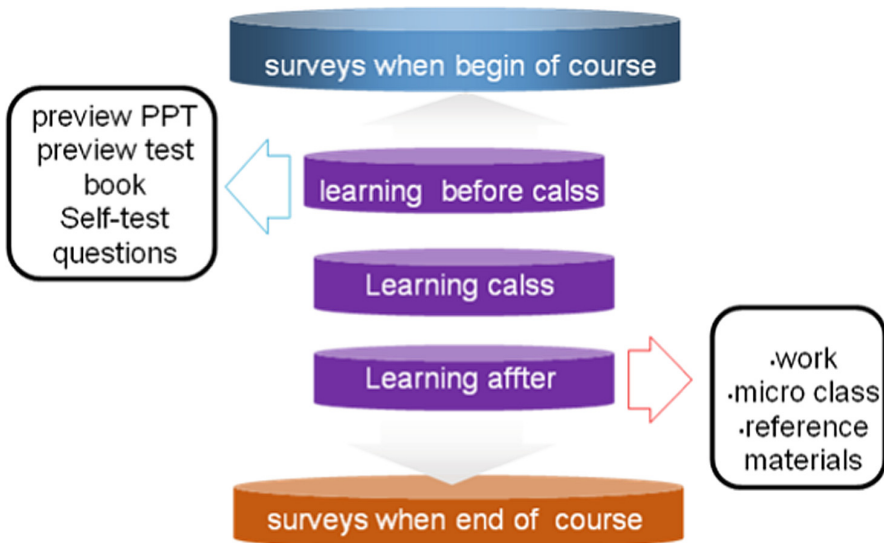 surveys when begin of course
preview PPT
preview test
book
Self-test
questions
learning before calss
Learning calss
Learning affter
·work
·micro class
·reference
materials
surveys when end of course